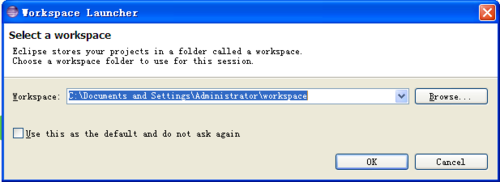 Workspace Launcher
Select a workspace
Eclipse stores your projects in a folder called a workspace.
Choose a workspace folder to use for this session.
Workspace: C:\Documents and Settings\Administrator\workspace Browse...
Use this as the default and do not ask again
OK Cancel